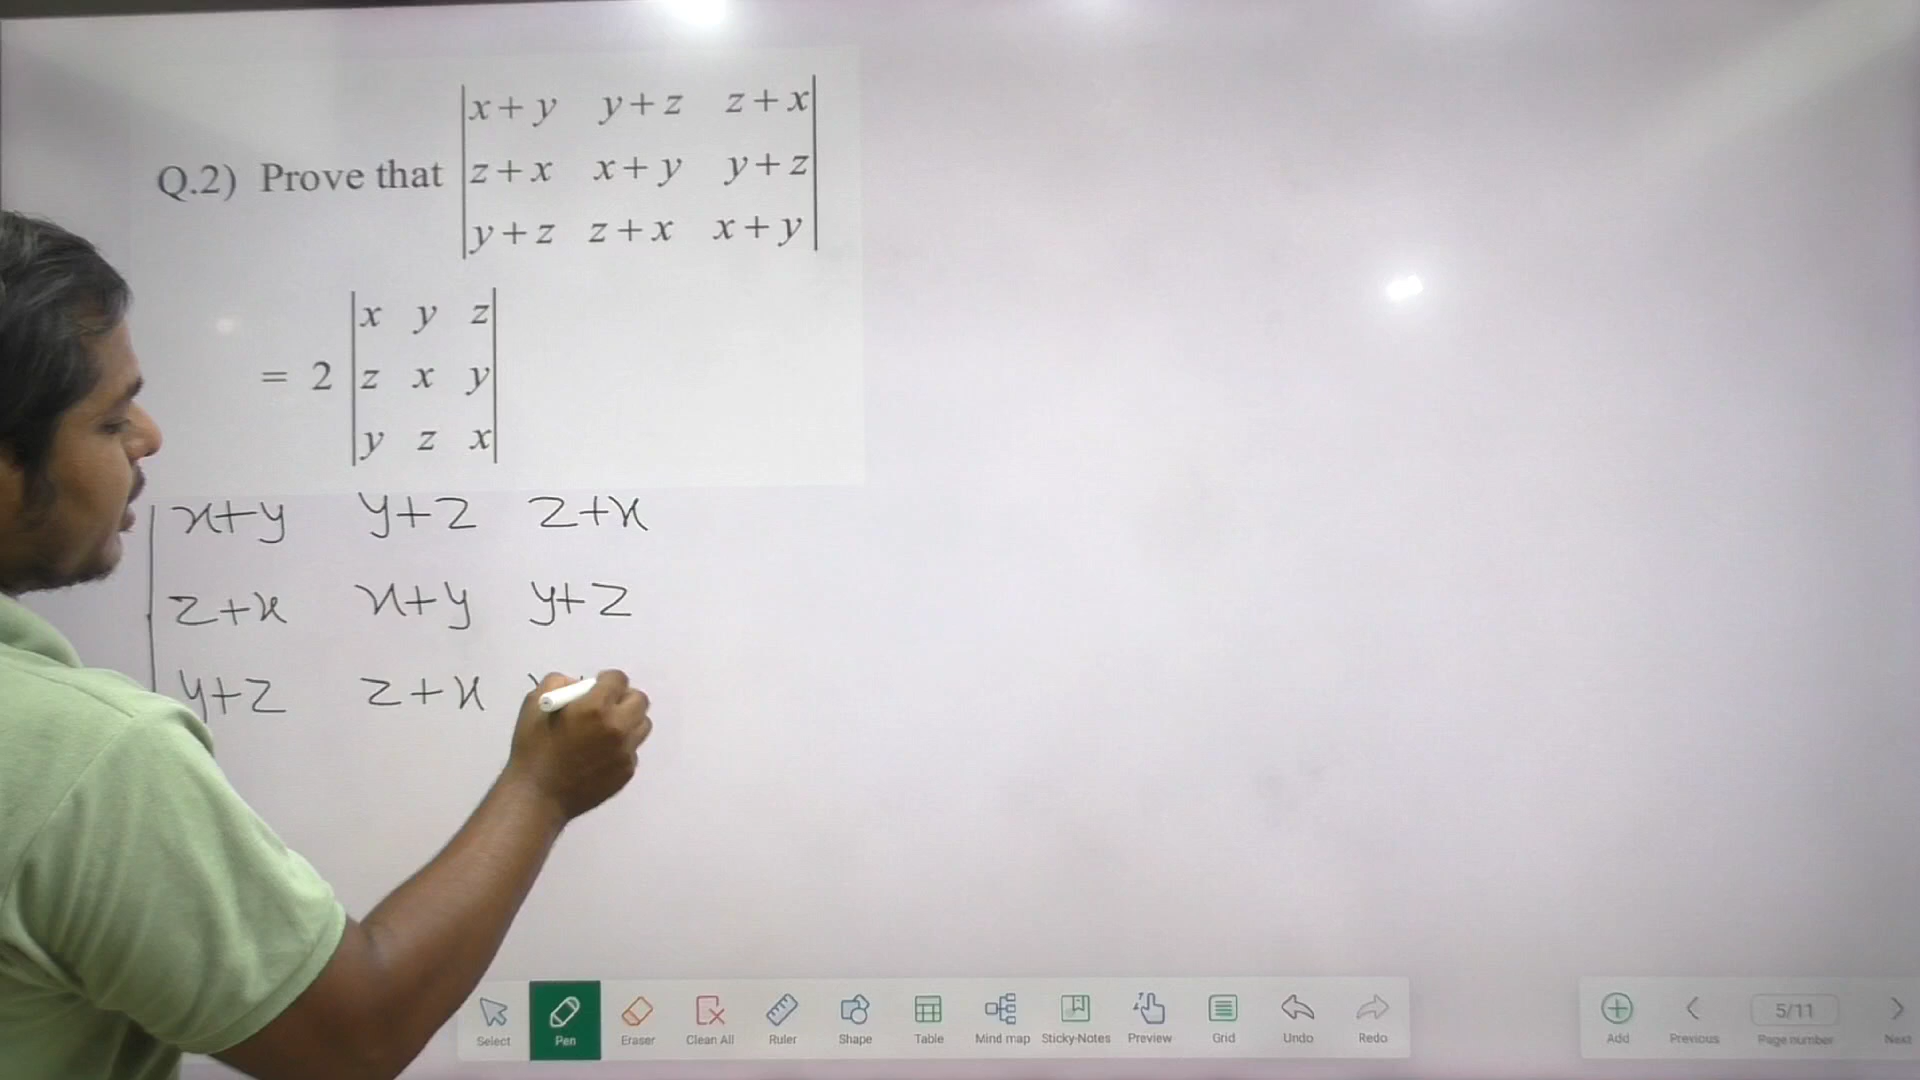 x+y y+z z+x
Q.2) Prove that z+x x+y y+z
y+z z+x x+y
x y z
= 2 z x y
y z x
x+y y+z z+x
z+x x+y y+z
y+z z+x
Select Pen Eraser Clean All Ruler Shape Table Mind map Sticky-Notes Preview Grid Undo Redo
Add Previous 5/11 Page number Next